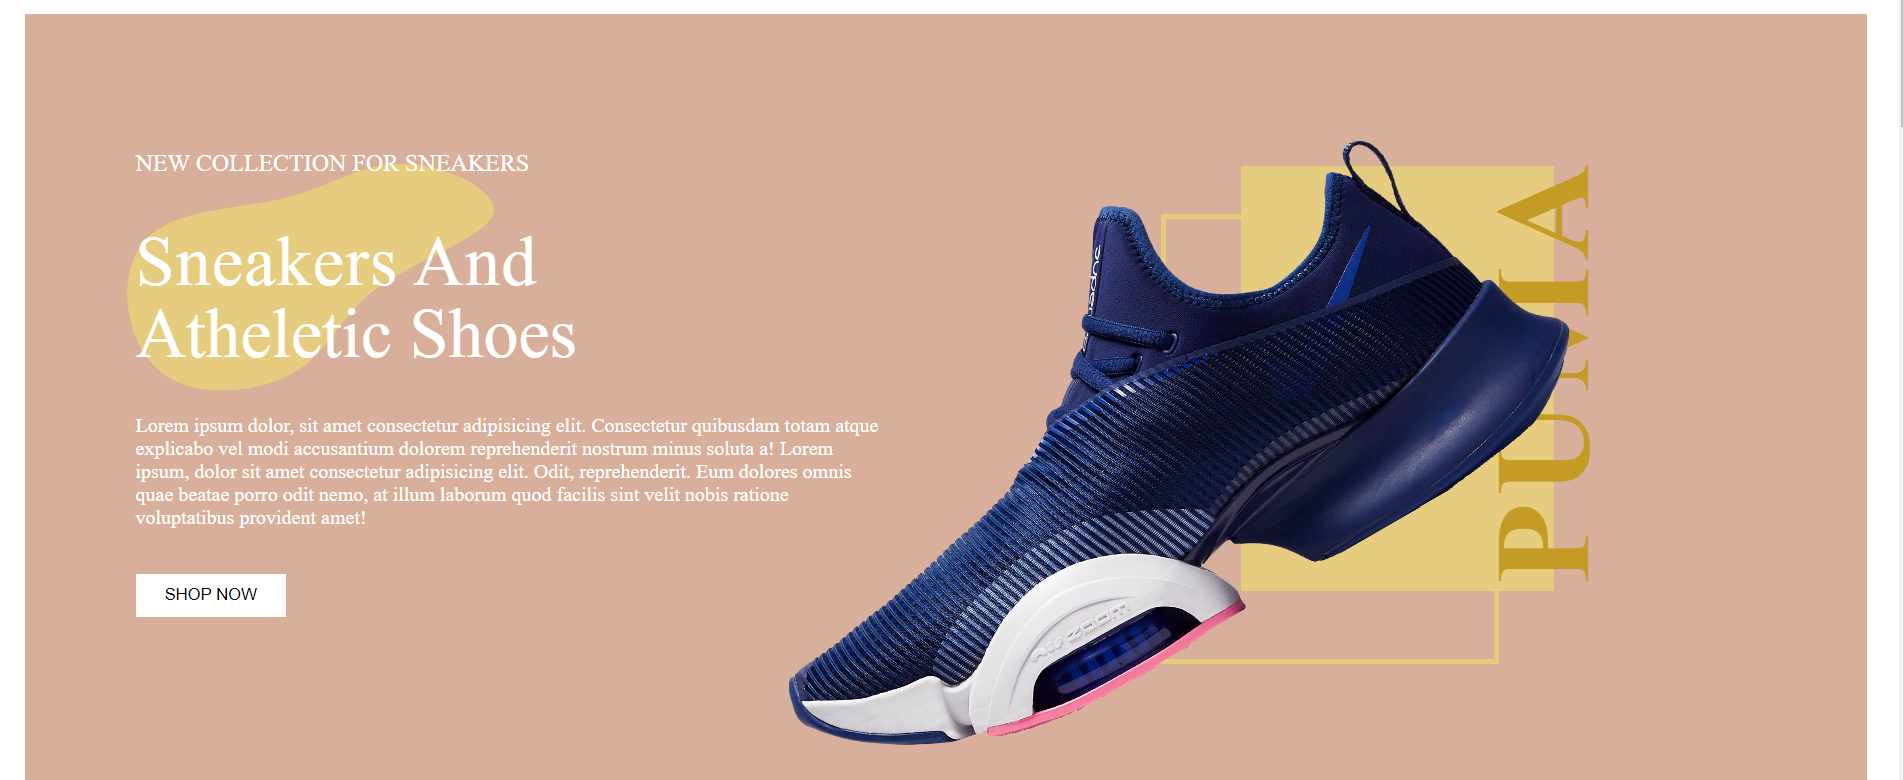 NEW COLLECTION FOR SNEAKERS
Sneakers And
Atheletic Shoes
Lorem ipsum dolor, sit amet consectetur adipisicing elit. Consectetur quibusdam totam atque
explicabo vel modi accusantium dolorem reprehenderit nostrum minus soluta a! Lorem
ipsum, dolor sit amet consectetur adipisicing elit. Odit, reprehenderit. Eum dolores omnis
quae beatae porro odit nemo, at illum laborum quod facilis sint velit nobis ratione
voluptatibus provident amet!
SHOP NOW
PUMA
AIR ZOOM